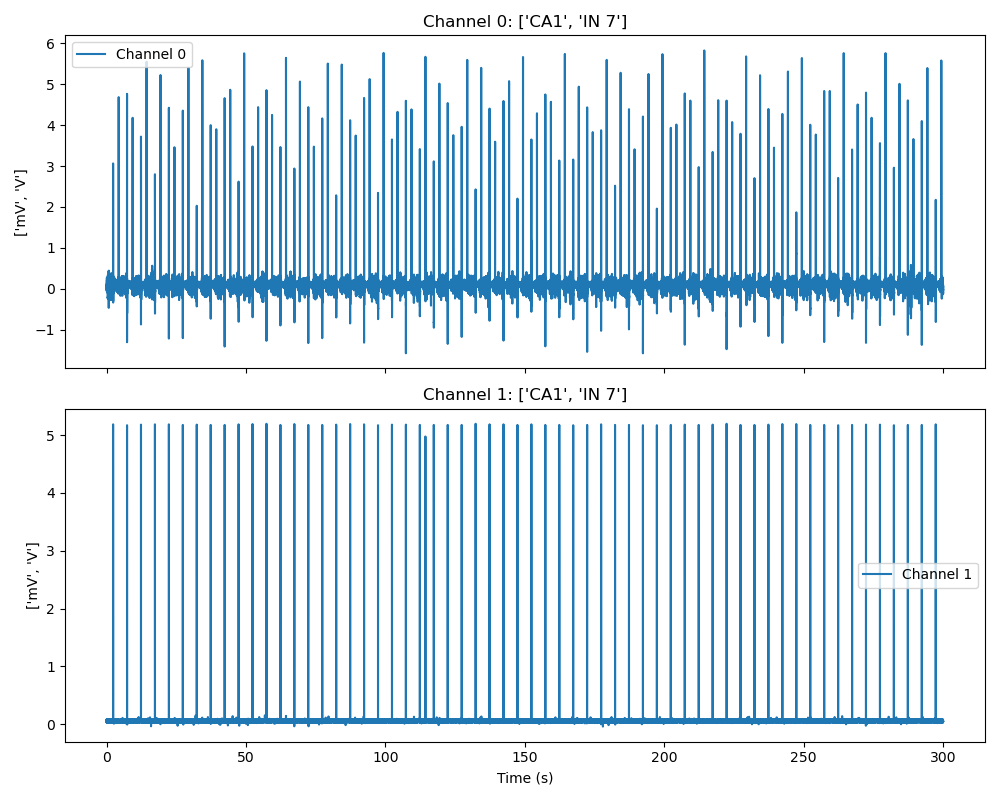 Channel 0: ['CA1', 'IN 7']
Channel 0
6
5
4
3
2
1
0
−1
['mV', 'V']
Channel 1: ['CA1', 'IN 7']
Channel 1
5
4
3
2
1
0
['mV', 'V']
0 50 100 150 200 250 300
Time (s)